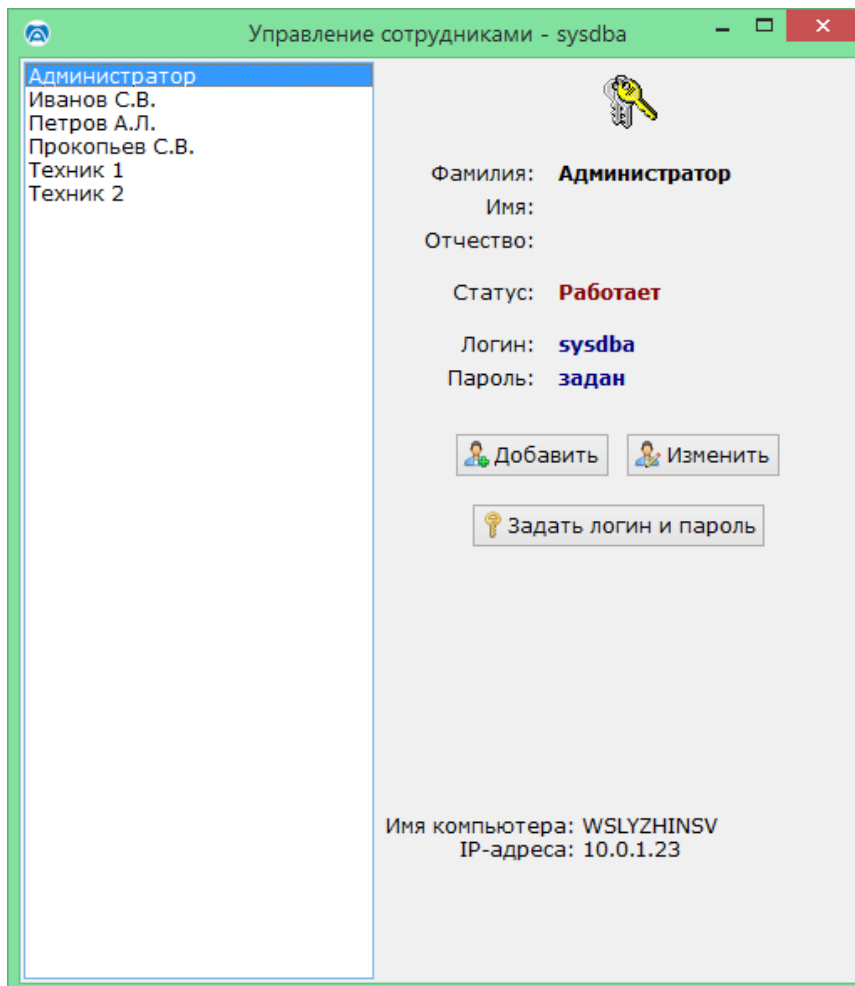 Управление сотрудниками - sysdba
Администратор
Иванов С.В.
Петров А.Л.
Прокопьев С.В.
Техник 1
Техник 2
Фамилия: Администратор
Имя:
Отчество:
Статус: Работает
Логин: sysdba
Пароль: задан
Добавить Изменить
Задать логин и пароль
Имя компьютера: WSLYZHINSV
IP-адреса: 10.0.1.23